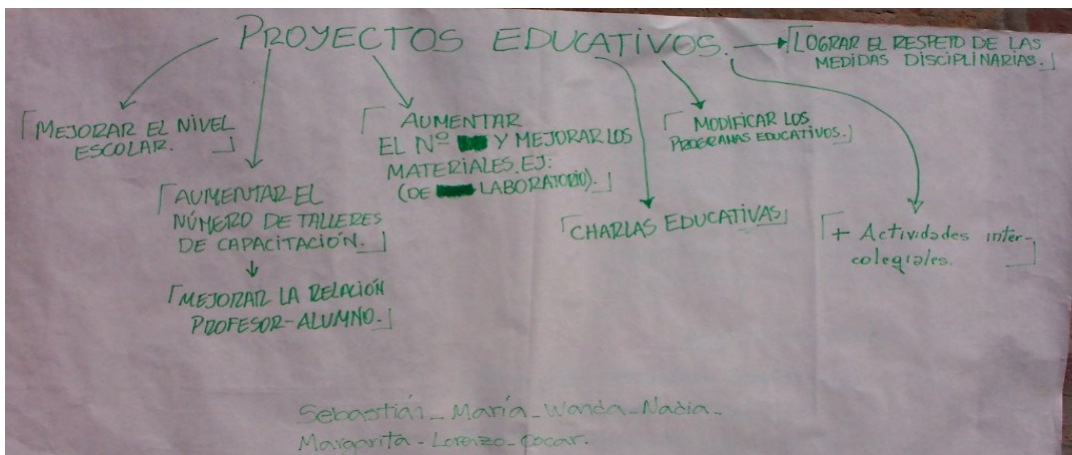 PROYECTOS EDUCATIVOS.
LOGRAR EL RESPETO DE LAS
MEDIDAS DISCIPLINARIAS.
MEJORAR EL NIVEL
ESCOLAR.
AUMENTAR EL
NÚMERO DE TALLERES
DE CAPACITACIÓN.
MEJORAR LA RELACIÓN
PROFESOR-ALUMNO.
AUMENTAR
EL Nº Y MEJORAR LOS
MATERIALES. EJ:
(DE LABORATORIO).
CHARLAS EDUCATIVAS
MODIFICAR LOS
PROGRAMAS EDUCATIVOS.
+ Actividades inter-
colegiales.
Sebastián - María - Wanda - Nadia -
Margarita - Lorenzo -